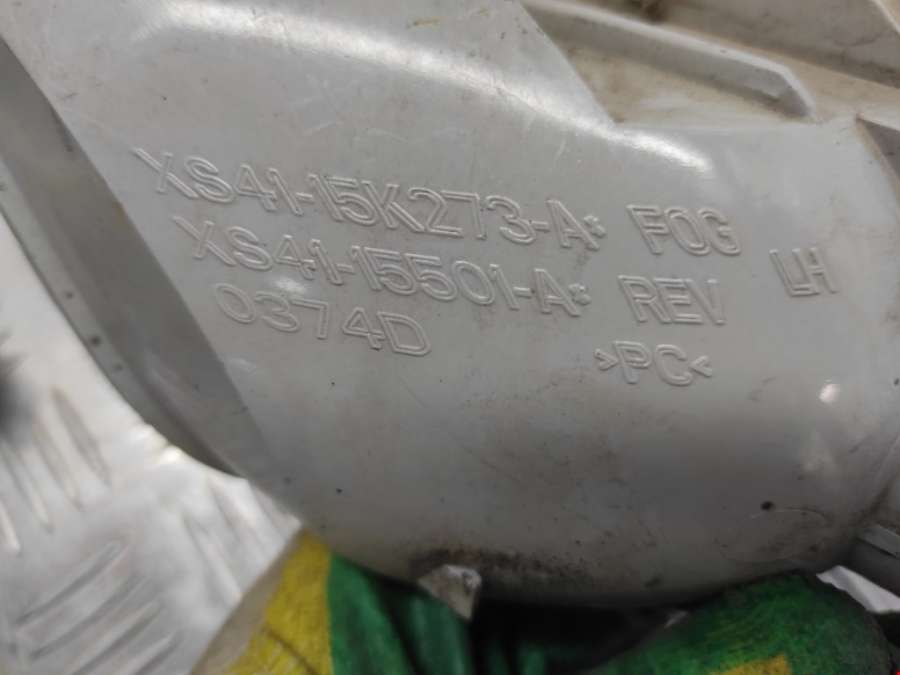 XS41-15K273-A* FOG
XS41-15501-A* REV LH
0374D
>PC<